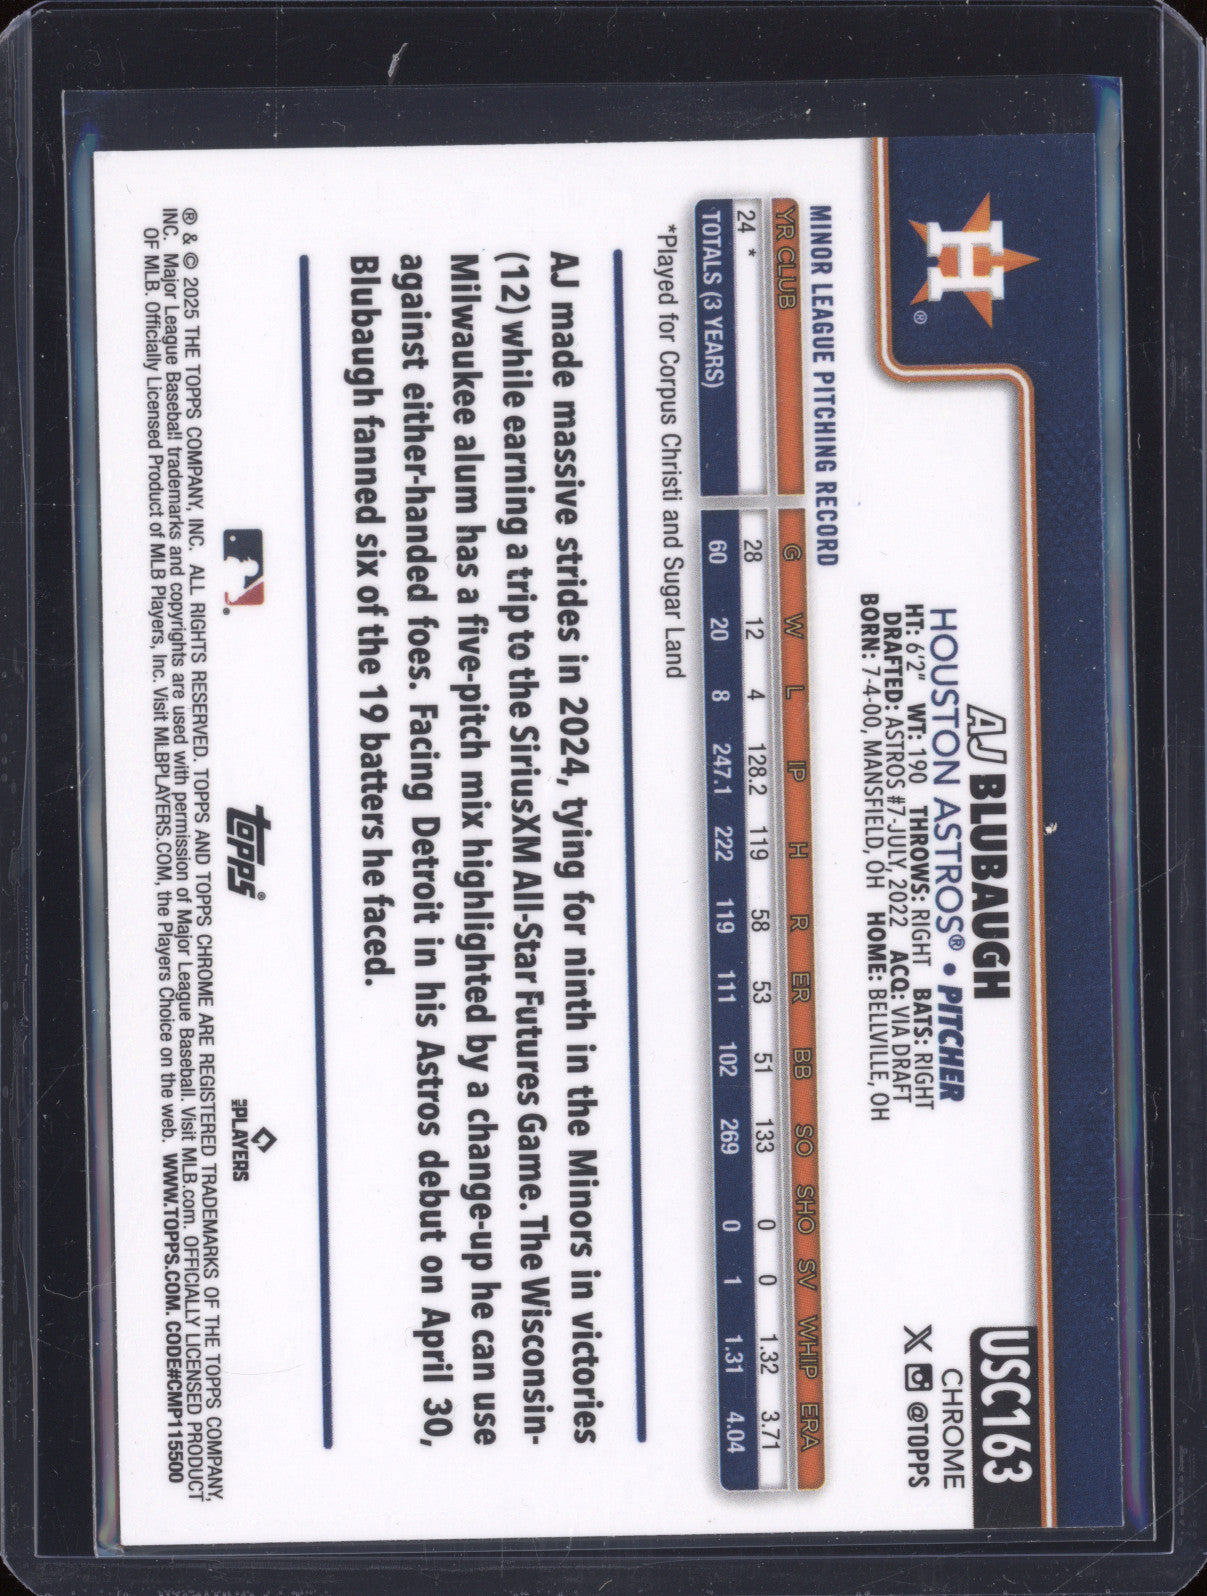 USC163
CHROME
X @TOPPS
AJ BLUBAUGH
HOUSTON ASTROS® • PITCHER
HT: 6'2" WT: 190 THROWS: RIGHT BATS: RIGHT
DRAFTED: ASTROS #7-JULY, 2022 ACQ: VIA DRAFT
BORN: 7-4-00, MANSFIELD, OH HOME: BELLVILLE, OH
H ®
MINOR LEAGUE PITCHING RECORD
YR CLUB G W L IP H R ER BB SO SHO SV WHIP ERA
24 * 28 12 4 128.2 119 58 53 51 133 0 0 1.32 3.71
TOTALS (3 YEARS) 60 20 8 247.1 222 119 111 102 269 0 1 1.31 4.04
*Played for Corpus Christi and Sugar Land
AJ made massive strides in 2024, tying for ninth in the Minors in victories
(12) while earning a trip to the SiriusXM All-Star Futures Game. The Wisconsin-
Milwaukee alum has a five-pitch mix highlighted by a change-up he can use
against either-handed foes. Facing Detroit in his Astros debut on April 30,
Blubaugh fanned six of the 19 batters he faced.
® topps® MLB PLAYERS
® & © 2025 THE TOPPS COMPANY, INC. ALL RIGHTS RESERVED. TOPPS AND TOPPS CHROME ARE REGISTERED TRADEMARKS OF THE TOPPS COMPANY,
INC. Major League Baseball trademarks and copyrights are used with permission of Major League Baseball. Visit MLB.com. OFFICIALLY LICENSED PRODUCT
OF MLB. Officially Licensed Product of MLB Players, Inc. Visit MLBPLAYERS.COM, the Players Choice on the web. WWW.TOPPS.COM. CODE#CMP115500